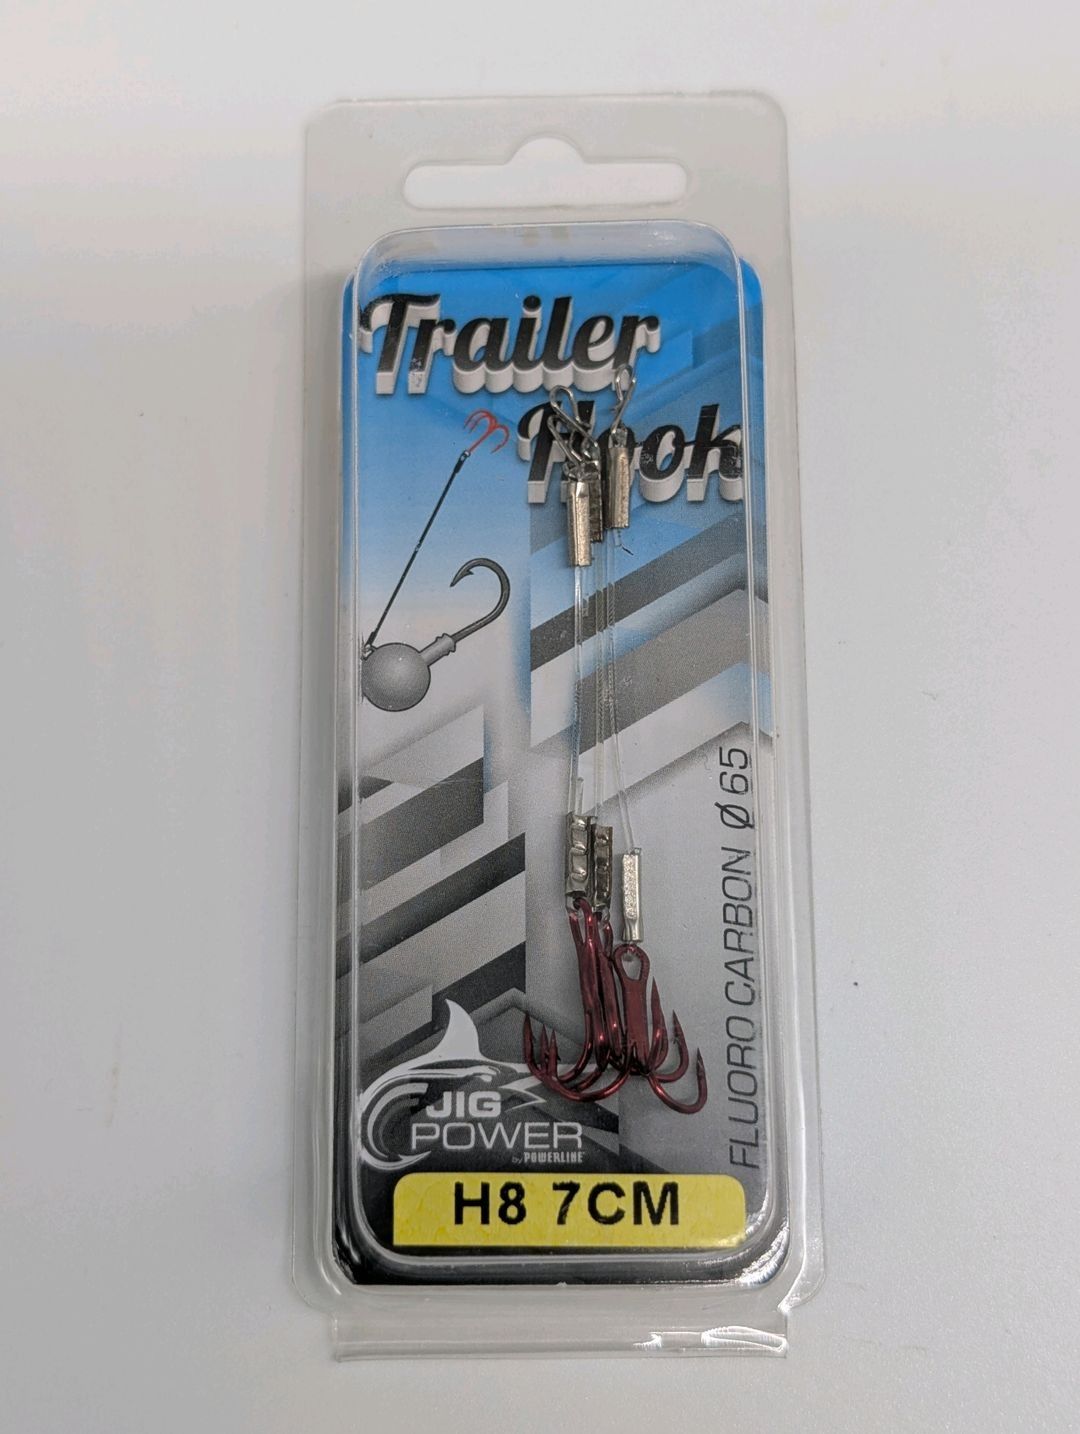 Trailer
Hook
FLUORO CARBON Ø 65
JIG
POWER
by POWERLINE
H8 7CM